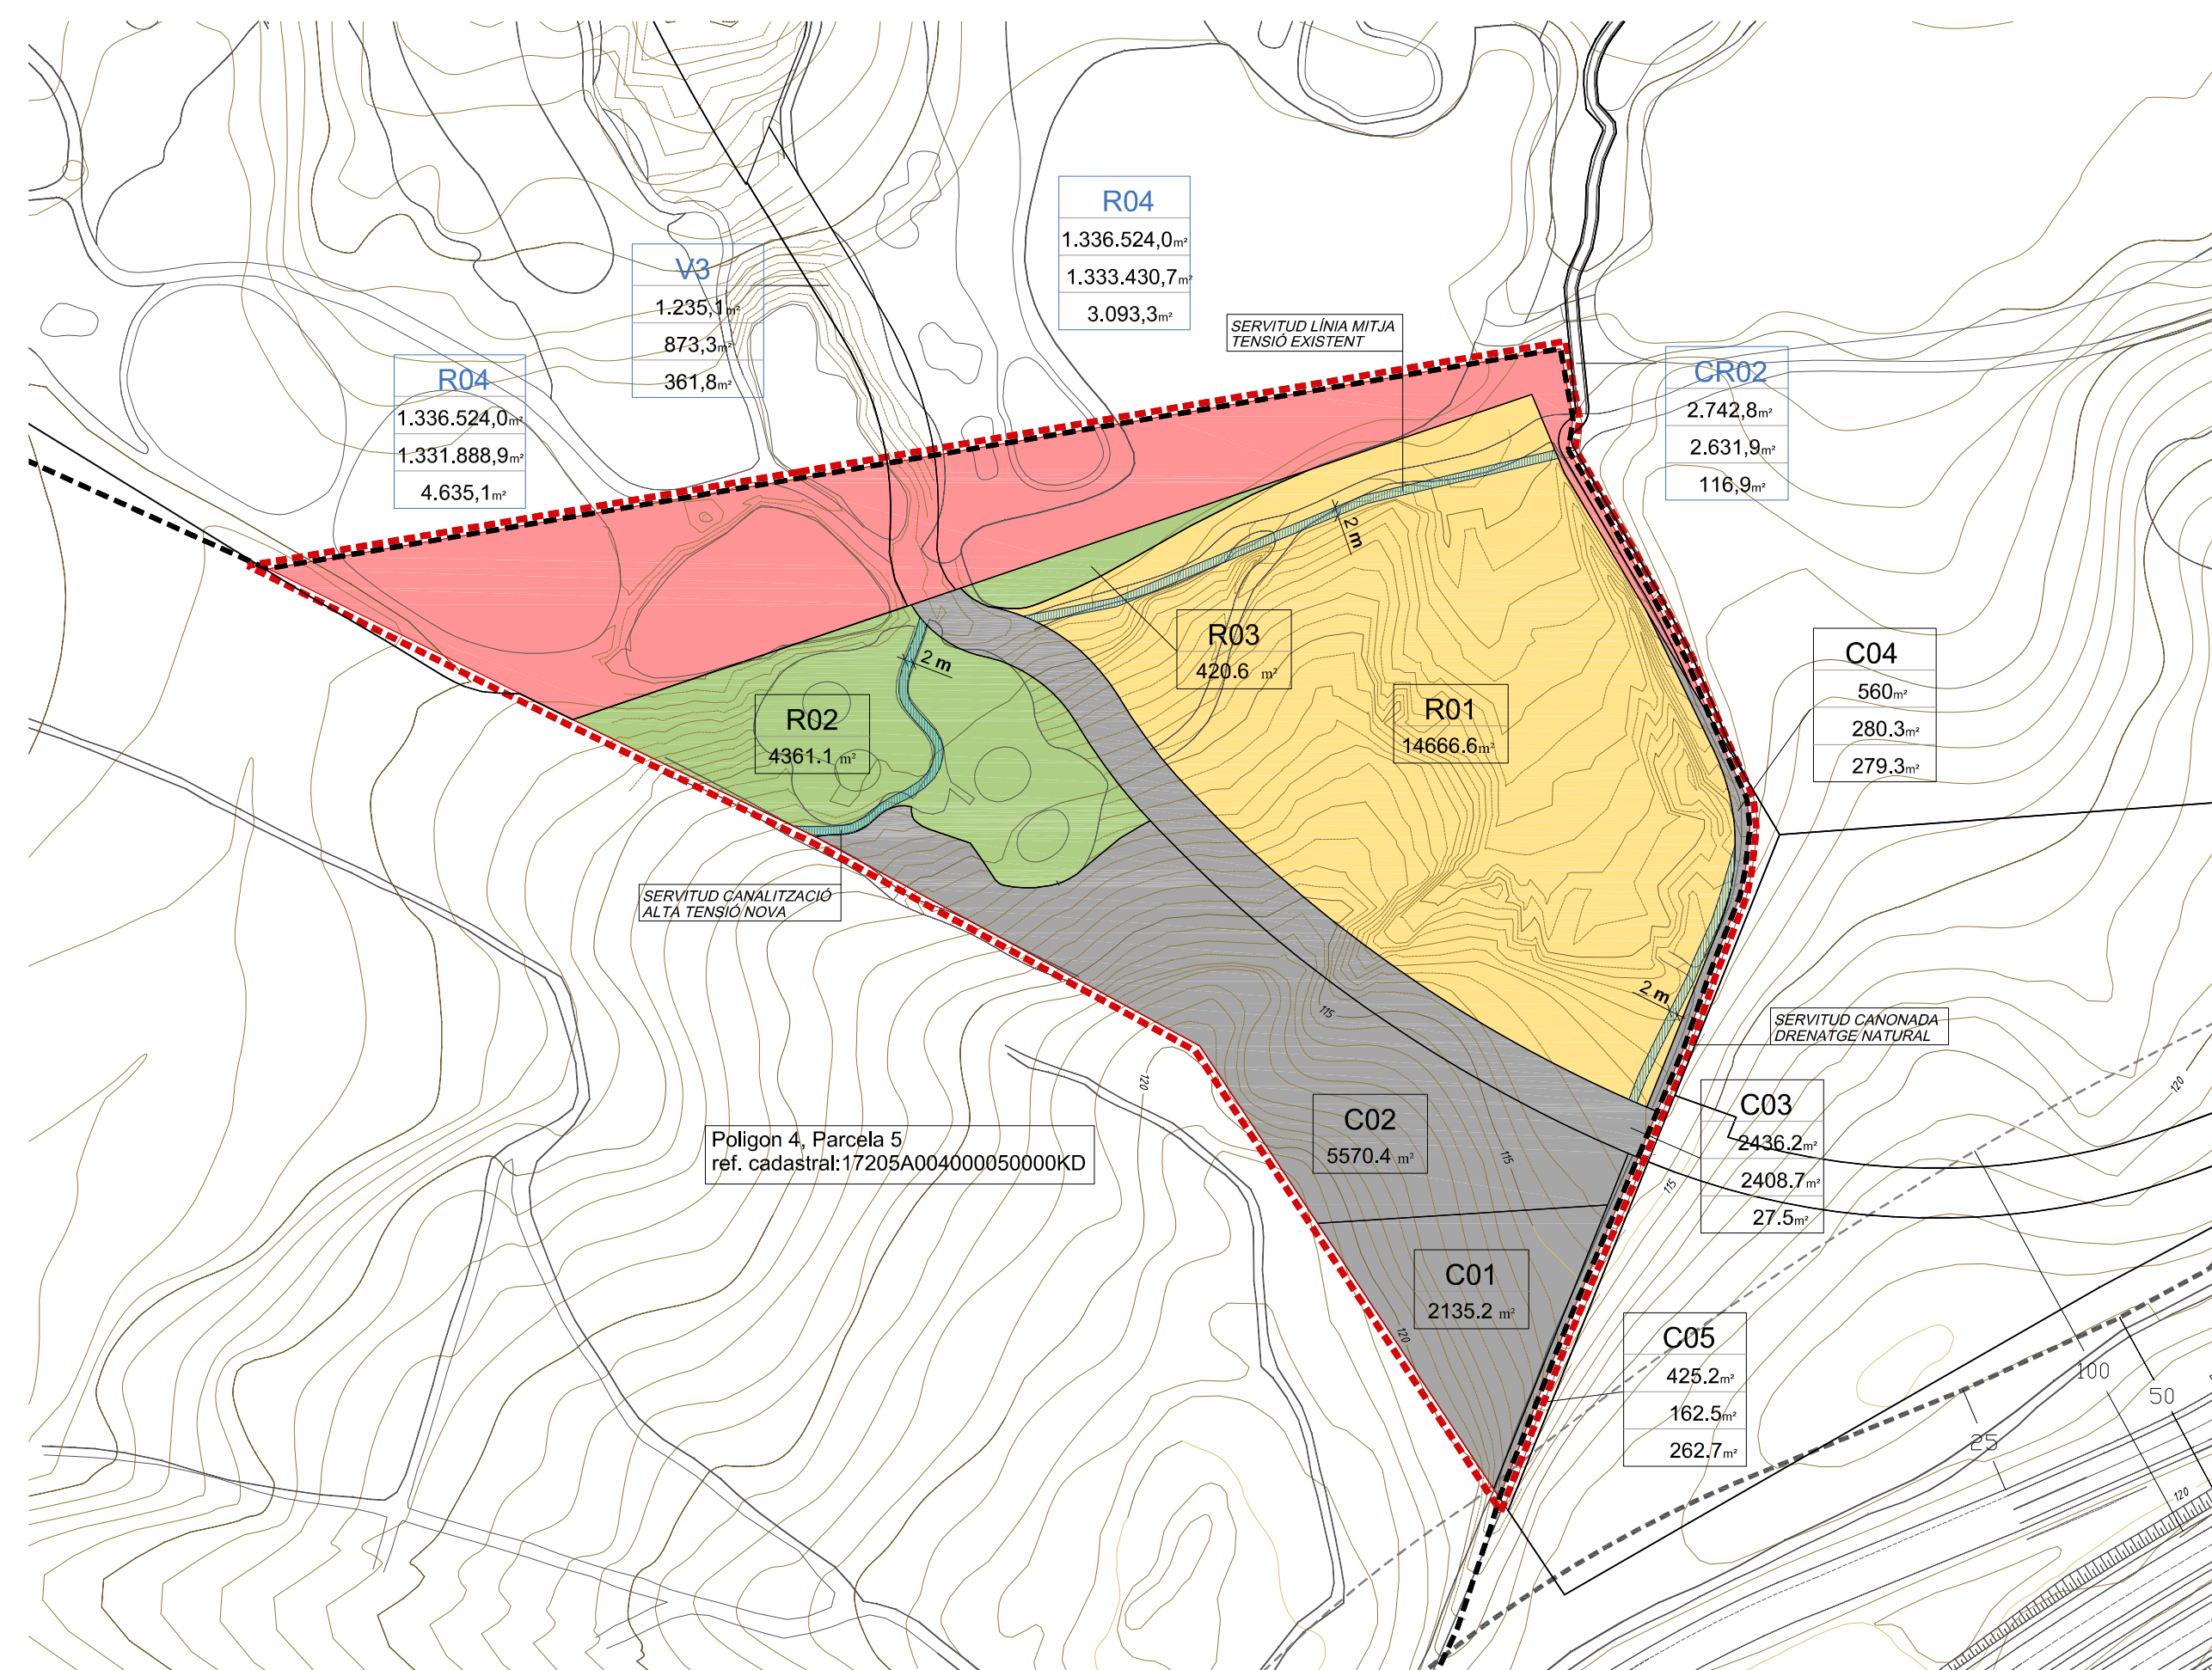 R04
1.336.524,0m²
1.333.430,7m²
3.093,3m²
V3
1.235,1m²
873,3m²
361,8m²
SERVITUD LÍNIA MITJA
TENSIÓ EXISTENT
R04
1.336.524,0m²
1.331.888,9m²
4.635,1m²
CR02
2.742,8m²
2.631,9m²
116,9m²
2 m
R03
420.6 m²
2 m
C04
560m²
280.3m²
279.3m²
R02
4361.1 m²
R01
14666.6m²
SERVITUD CANALITZACIÓ
ALTA TENSIÓ NOVA
2 m
115
SERVITUD CANONADA
DRENATGE NATURAL
120
120
C03
2436.2m²
2408.7m²
27.5m²
C02
5570.4 m²
115
115
Poligon 4, Parcela 5
ref. cadastral:17205A004000050000KD
C01
2135.2 m²
120
C05
425.2m²
162.5m²
262.7m²
100
50
25
120